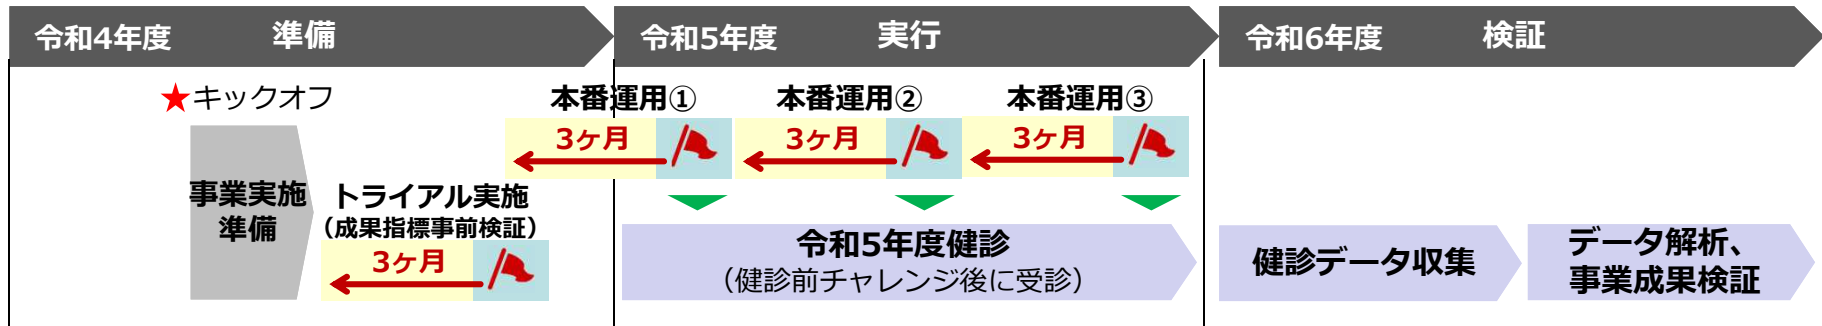 令和4年度 準備
令和5年度 実行
令和6年度 検証
★キックオフ
事業実施
準備
トライアル実施
（成果指標事前検証）
3ヶ月
本番運用①
3ヶ月
本番運用②
3ヶ月
本番運用③
3ヶ月
令和5年度健診
（健診前チャレンジ後に受診）
健診データ収集
データ解析、
事業成果検証